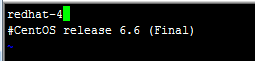 redhat-4
#CentOS release 6.6 (Final)
~